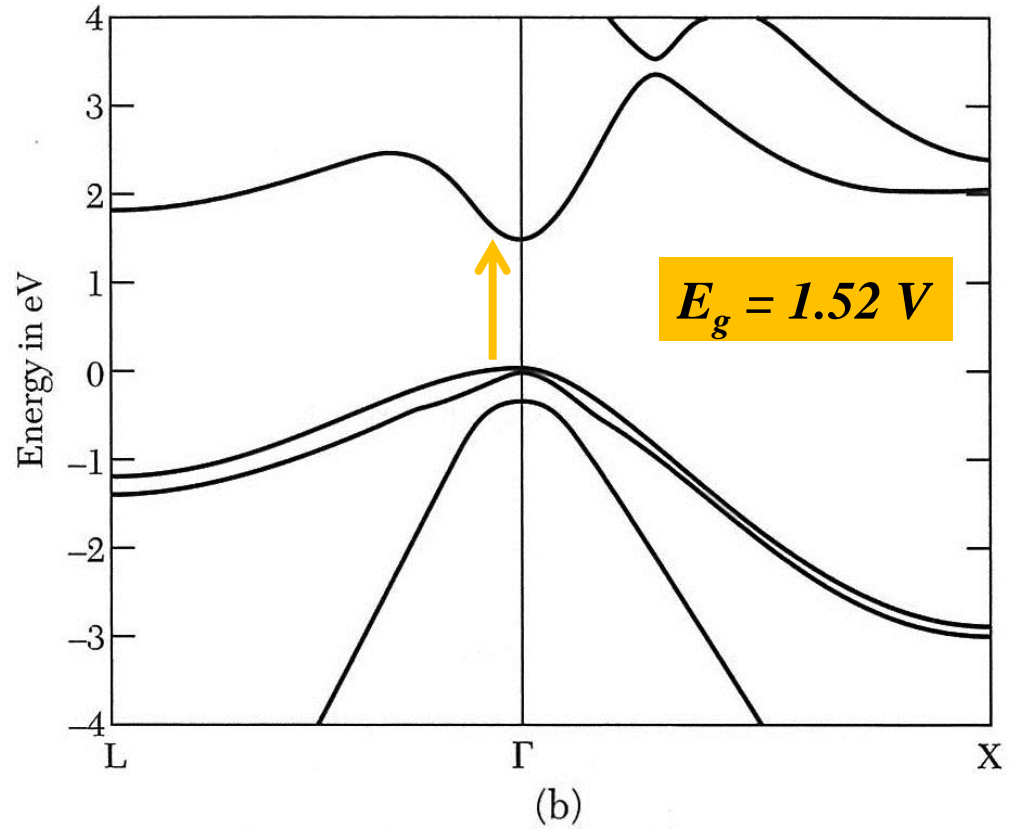 4
3
2
1
0
–1
–2
–3
–4
Energy in eV
E_g = 1.52 V
L Γ X
(b)